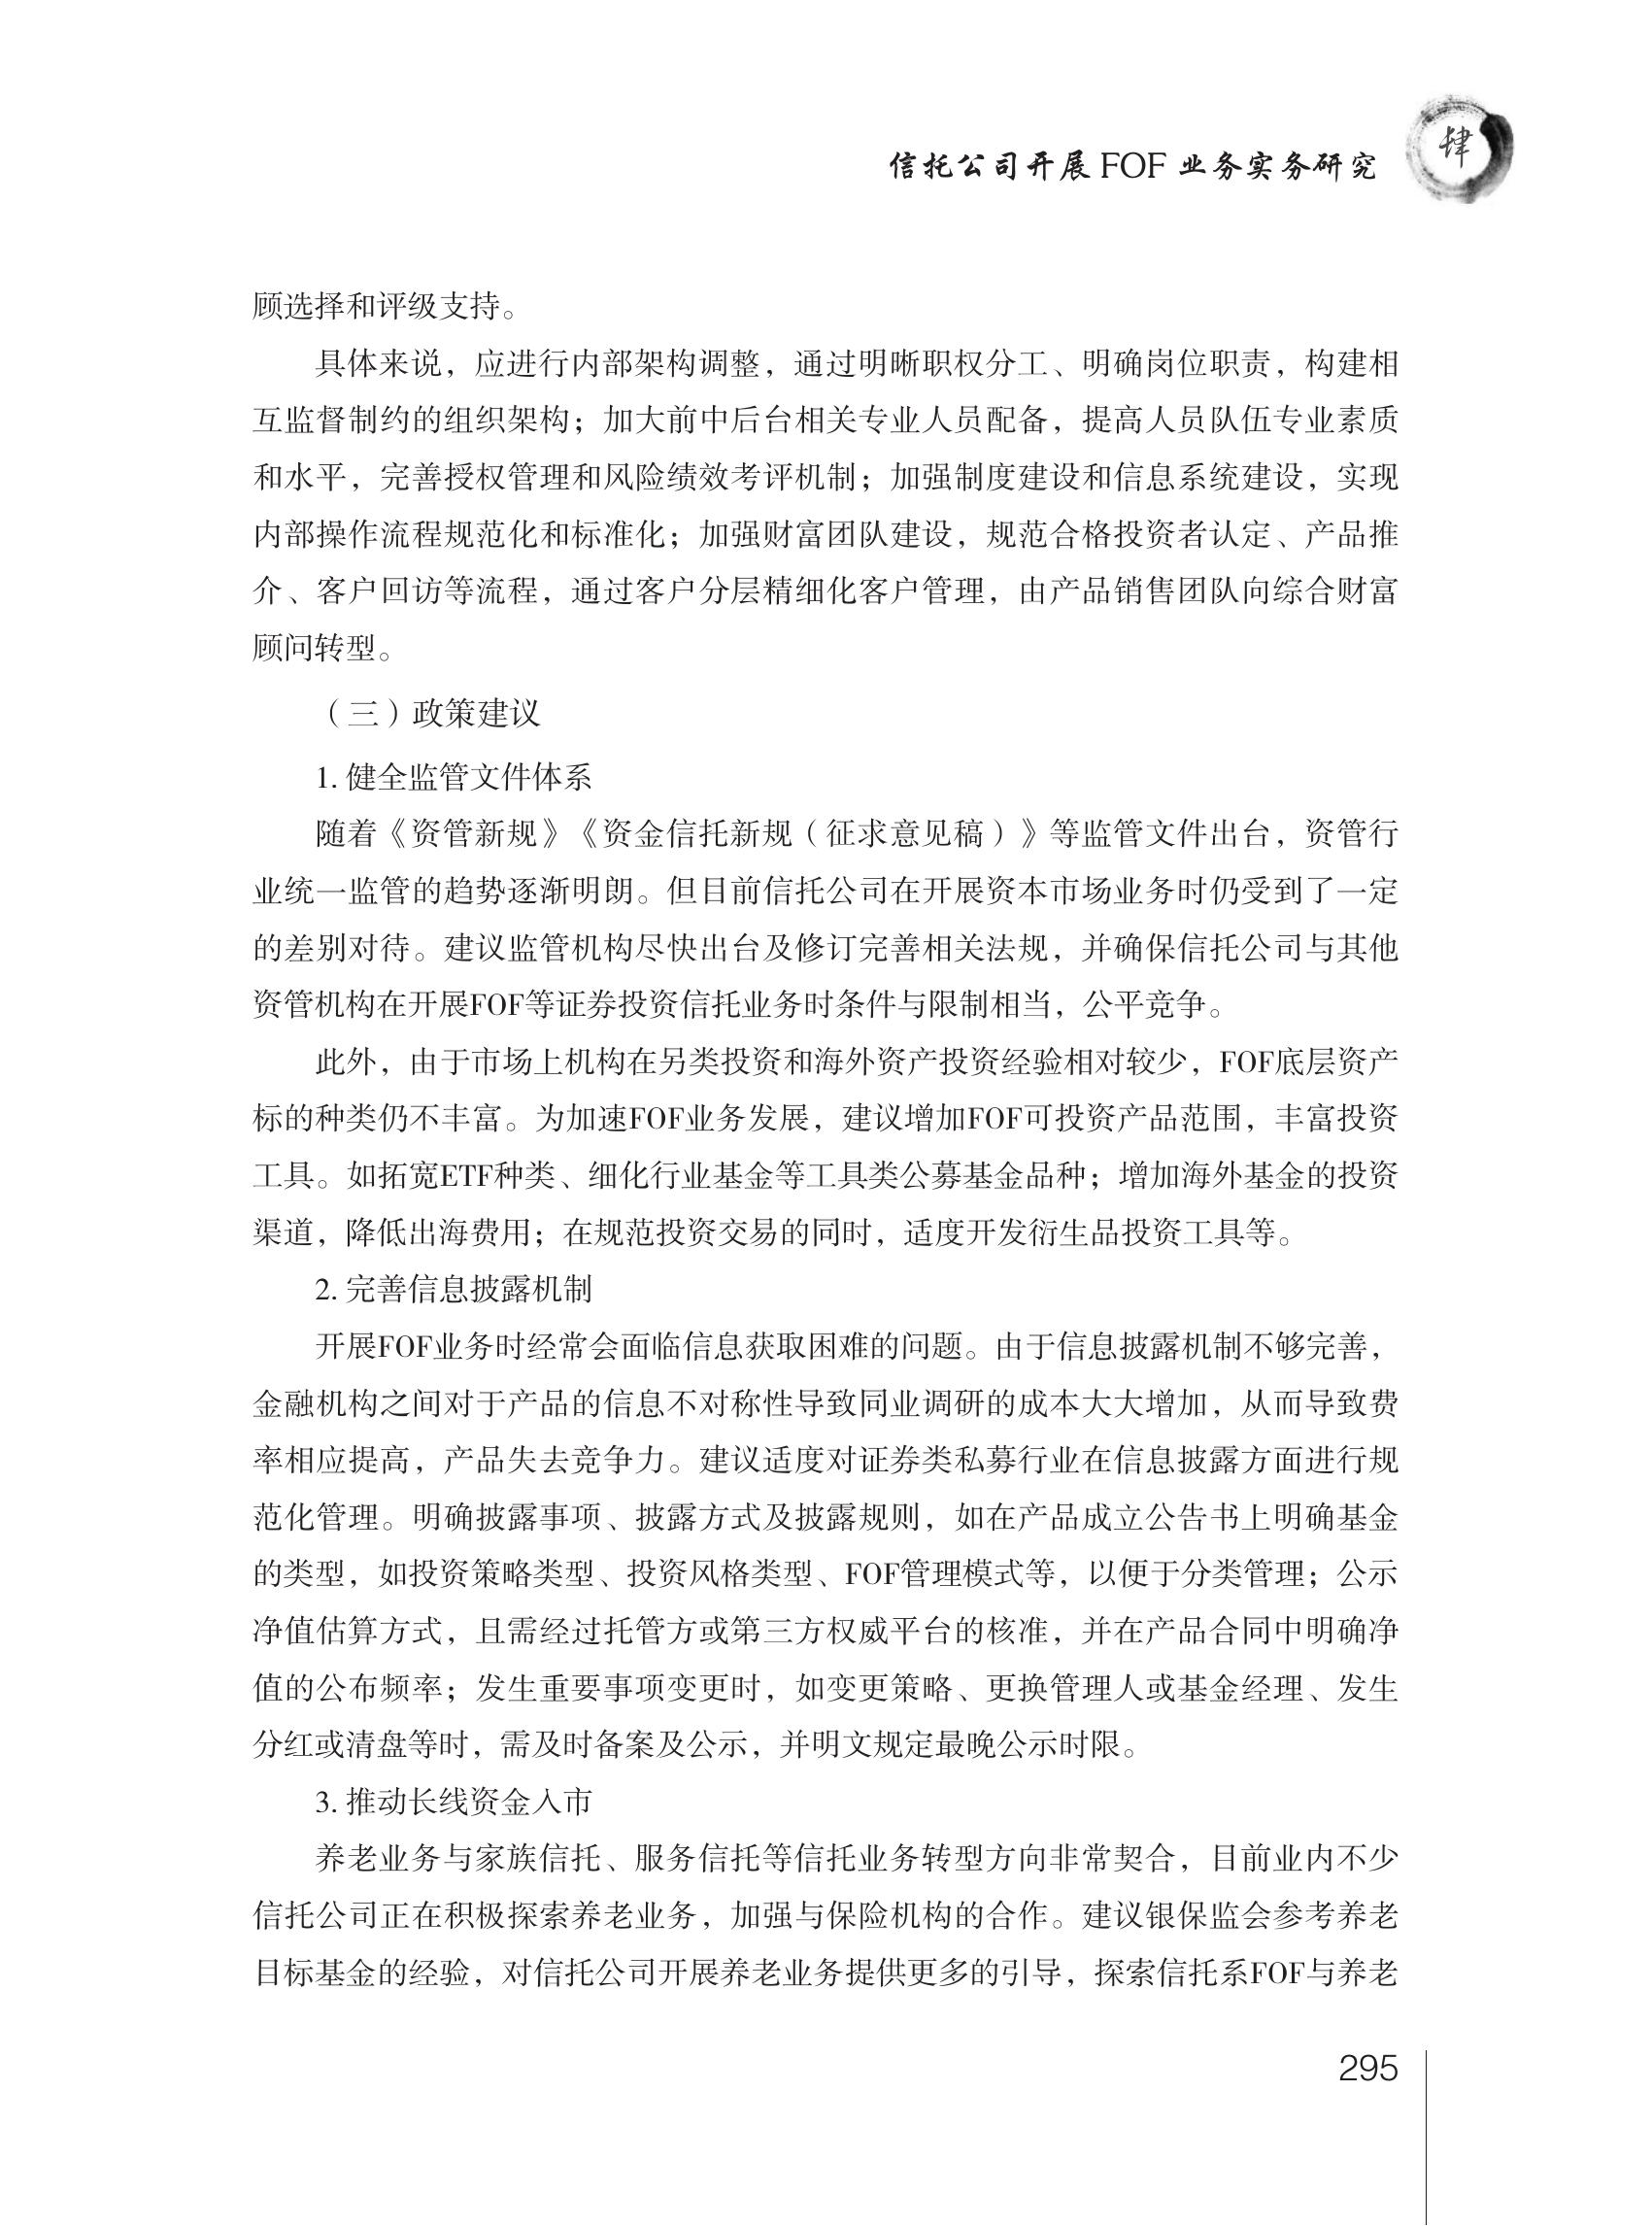 信托公司开展 FOF 业务实务研究
肆
顾选择和评级支持。
具体来说，应进行内部架构调整，通过明晰职权分工、明确岗位职责，构建相
互监督制约的组织架构；加大前中后台相关专业人员配备，提高人员队伍专业素质
和水平，完善授权管理和风险绩效考评机制；加强制度建设和信息系统建设，实现
内部操作流程规范化和标准化；加强财富团队建设，规范合格投资者认定、产品推
介、客户回访等流程，通过客户分层精细化客户管理，由产品销售团队向综合财富
顾问转型。
（三）政策建议
1. 健全监管文件体系
随着《资管新规》《资金信托新规（征求意见稿）》等监管文件出台，资管行
业统一监管的趋势逐渐明朗。但目前信托公司在开展资本市场业务时仍受到了一定
的差别对待。建议监管机构尽快出台及修订完善相关法规，并确保信托公司与其他
资管机构在开展FOF等证券投资信托业务时条件与限制相当，公平竞争。
此外，由于市场上机构在另类投资和海外资产投资经验相对较少，FOF底层资产
标的种类仍不丰富。为加速FOF业务发展，建议增加FOF可投资产品范围，丰富投资
工具。如拓宽ETF种类、细化行业基金等工具类公募基金品种；增加海外基金的投资
渠道，降低出海费用；在规范投资交易的同时，适度开发衍生品投资工具等。
2. 完善信息披露机制
开展FOF业务时经常会面临信息获取困难的问题。由于信息披露机制不够完善，
金融机构之间对于产品的信息不对称性导致同业调研的成本大大增加，从而导致费
率相应提高，产品失去竞争力。建议适度对证券类私募行业在信息披露方面进行规
范化管理。明确披露事项、披露方式及披露规则，如在产品成立公告书上明确基金
的类型，如投资策略类型、投资风格类型、FOF管理模式等，以便于分类管理；公示
净值估算方式，且需经过托管方或第三方权威平台的核准，并在产品合同中明确净
值的公布频率；发生重要事项变更时，如变更策略、更换管理人或基金经理、发生
分红或清盘等时，需及时备案及公示，并明文规定最晚公示时限。
3. 推动长线资金入市
养老业务与家族信托、服务信托等信托业务转型方向非常契合，目前业内不少
信托公司正在积极探索养老业务，加强与保险机构的合作。建议银保监会参考养老
目标基金的经验，对信托公司开展养老业务提供更多的引导，探索信托系FOF与养老
295